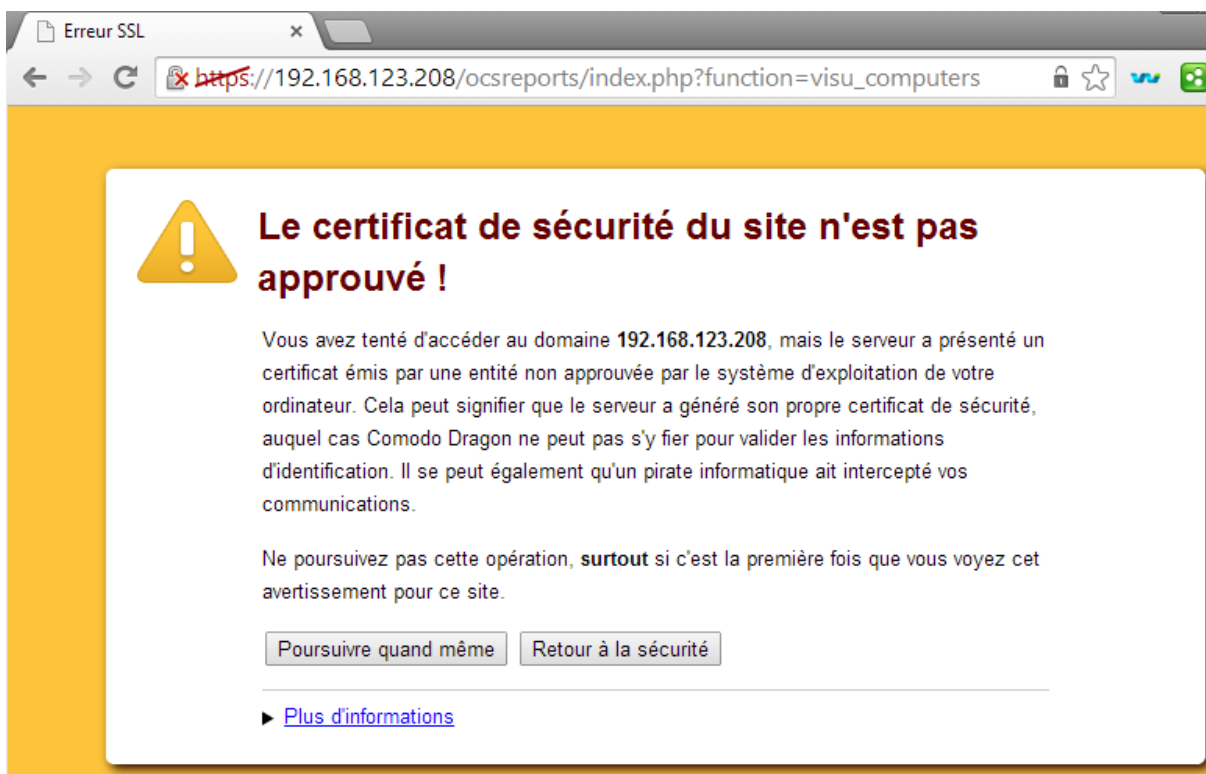 Erreur SSL
https://192.168.123.208/ocsreports/index.php?function=visu_computers
Le certificat de sécurité du site n'est pas
approuvé !
Vous avez tenté d'accéder au domaine 192.168.123.208, mais le serveur a présenté un
certificat émis par une entité non approuvée par le système d'exploitation de votre
ordinateur. Cela peut signifier que le serveur a généré son propre certificat de sécurité,
auquel cas Comodo Dragon ne peut pas s'y fier pour valider les informations
d'identification. Il se peut également qu'un pirate informatique ait intercepté vos
communications.
Ne poursuivez pas cette opération, surtout si c'est la première fois que vous voyez cet
avertissement pour ce site.
Poursuivre quand même
Retour à la sécurité
Plus d'informations